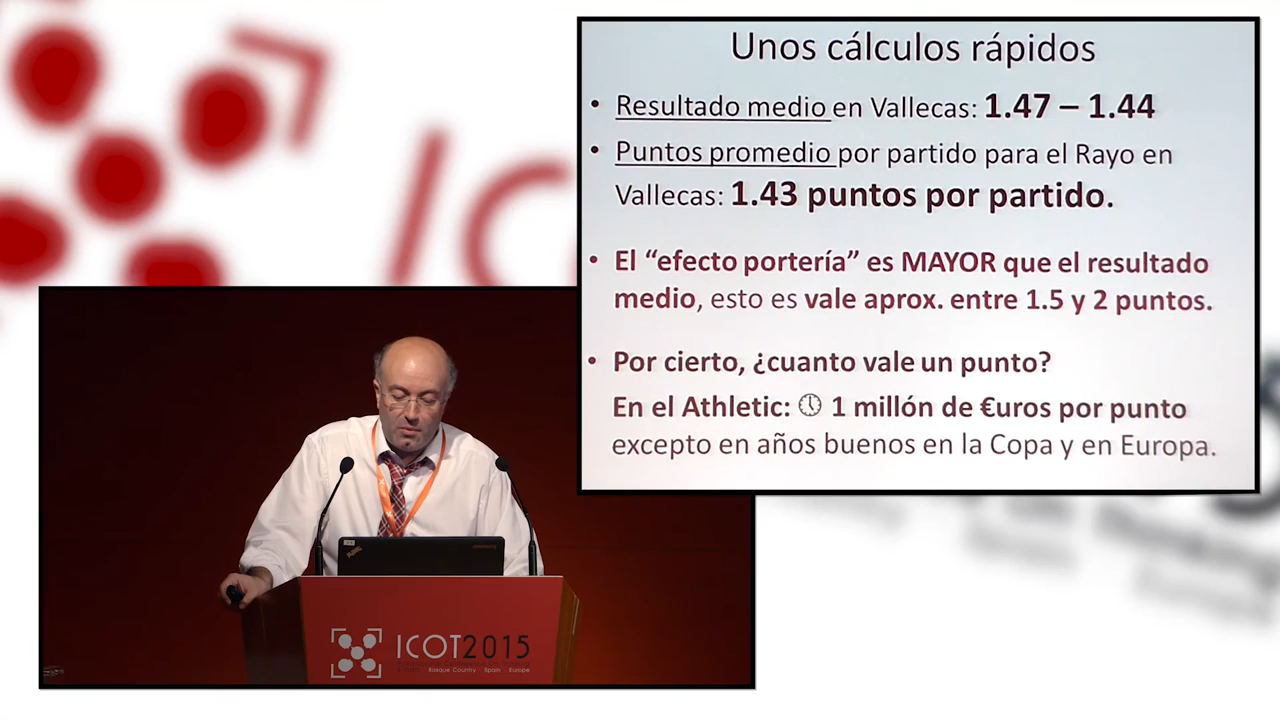 Unos cálculos rápidos
• Resultado medio en Vallecas: 1.47 – 1.44
• Puntos promedio por partido para el Rayo en
Vallecas: 1.43 puntos por partido.
• El “efecto portería” es MAYOR que el resultado
medio, esto es vale aprox. entre 1.5 y 2 puntos.
• Por cierto, ¿cuanto vale un punto?
En el Athletic: 🕔 1 millón de €uros por punto
excepto en años buenos en la Copa y en Europa.
ICOT2015
Basque Country Spain Europe